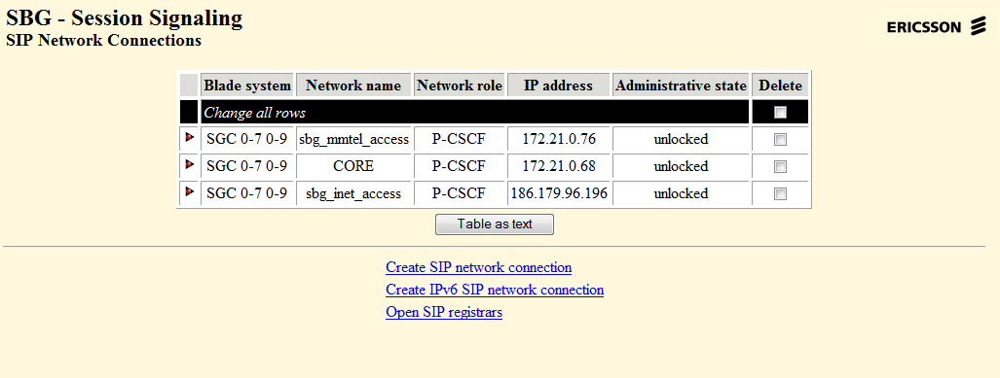 SBG - Session Signaling
SIP Network Connections
ERICSSON
Blade system Network name Network role IP address Administrative state Delete
Change all rows
SGC 0-7 0-9 sbg_mmtel_access P-CSCF 172.21.0.76 unlocked
SGC 0-7 0-9 CORE P-CSCF 172.21.0.68 unlocked
SGC 0-7 0-9 sbg_inet_access P-CSCF 186.179.96.196 unlocked
Table as text
Create SIP network connection
Create IPv6 SIP network connection
Open SIP registrars